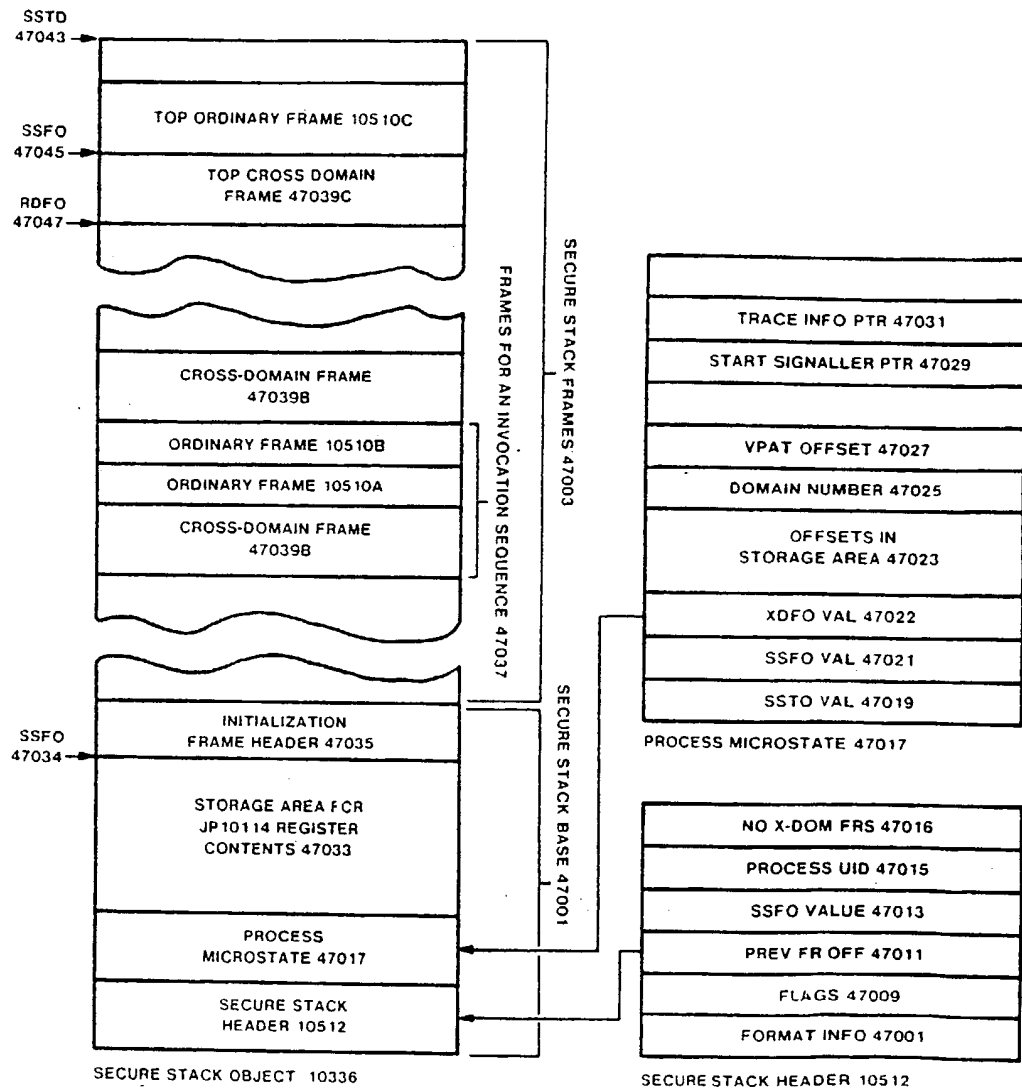 SSTD
47043
TOP ORDINARY FRAME 10510C
SSFO
47045
TOP CROSS DOMAIN
FRAME 47039C
RDFO
47047
CROSS-DOMAIN FRAME
47039B
ORDINARY FRAME 10510B
ORDINARY FRAME 10510A
CROSS-DOMAIN FRAME
47039B
INITIALIZATION
FRAME HEADER 47035
SSFO
47034
STORAGE AREA FCR
JP10114 REGISTER
CONTENTS 47033
PROCESS
MICROSTATE 47017
SECURE STACK
HEADER 10512
SECURE STACK OBJECT 10336
FRAMES FOR AN INVOCATION SEQUENCE 47037
SECURE STACK FRAMES 47003
SECURE STACK BASE 47001
TRACE INFO PTR 47031
START SIGNALLER PTR 47029
VPAT OFFSET 47027
DOMAIN NUMBER 47025
OFFSETS IN
STORAGE AREA 47023
XDFO VAL 47022
SSFO VAL 47021
SSTO VAL 47019
PROCESS MICROSTATE 47017
NO X-DOM FRS 47016
PROCESS UID 47015
SSFO VALUE 47013
PREV FR OFF 47011
FLAGS 47009
FORMAT INFO 47001
SECURE STACK HEADER 10512